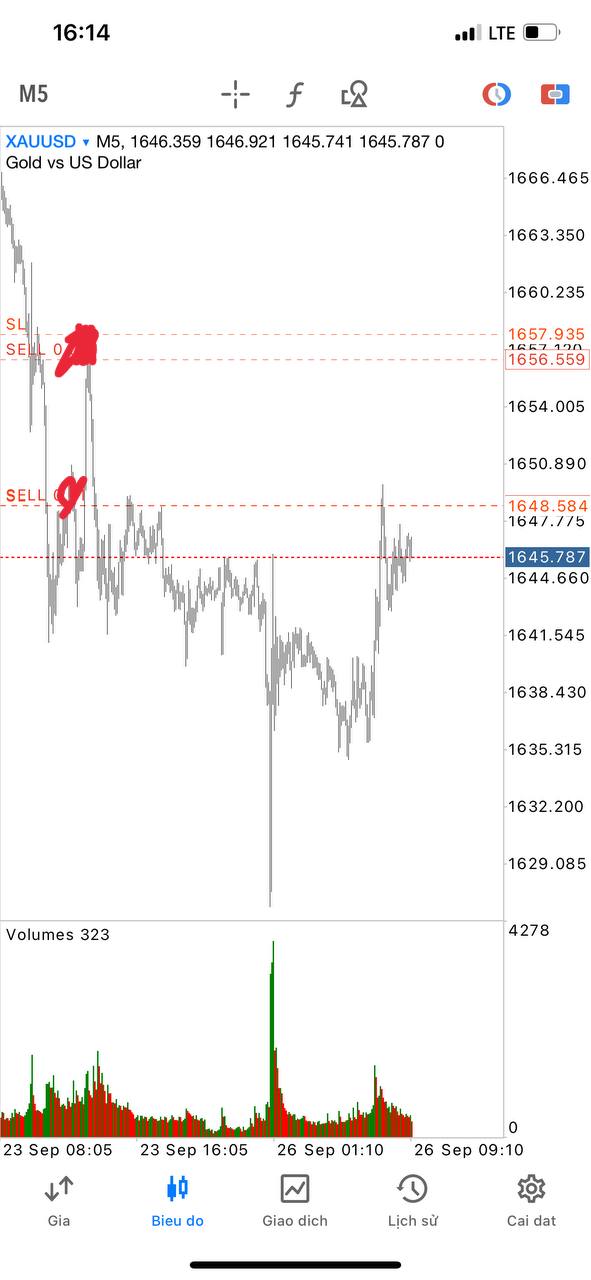 16:14
LTE
M5
XAUUSD ▾ M5, 1646.359 1646.921 1645.741 1645.787 0
Gold vs US Dollar
1666.465
1663.350
1660.235
SL
1657.935
SELL 0
1656.559
1654.005
1650.890
SELL
1648.584
1647.775
1645.787
1644.660
1641.545
1638.430
1635.315
1632.200
1629.085
Volumes 323
4278
0
23 Sep 08:05 23 Sep 16:05 26 Sep 01:10 26 Sep 09:10
Gia Bieu do Giao dich Lịch sử Cai dat